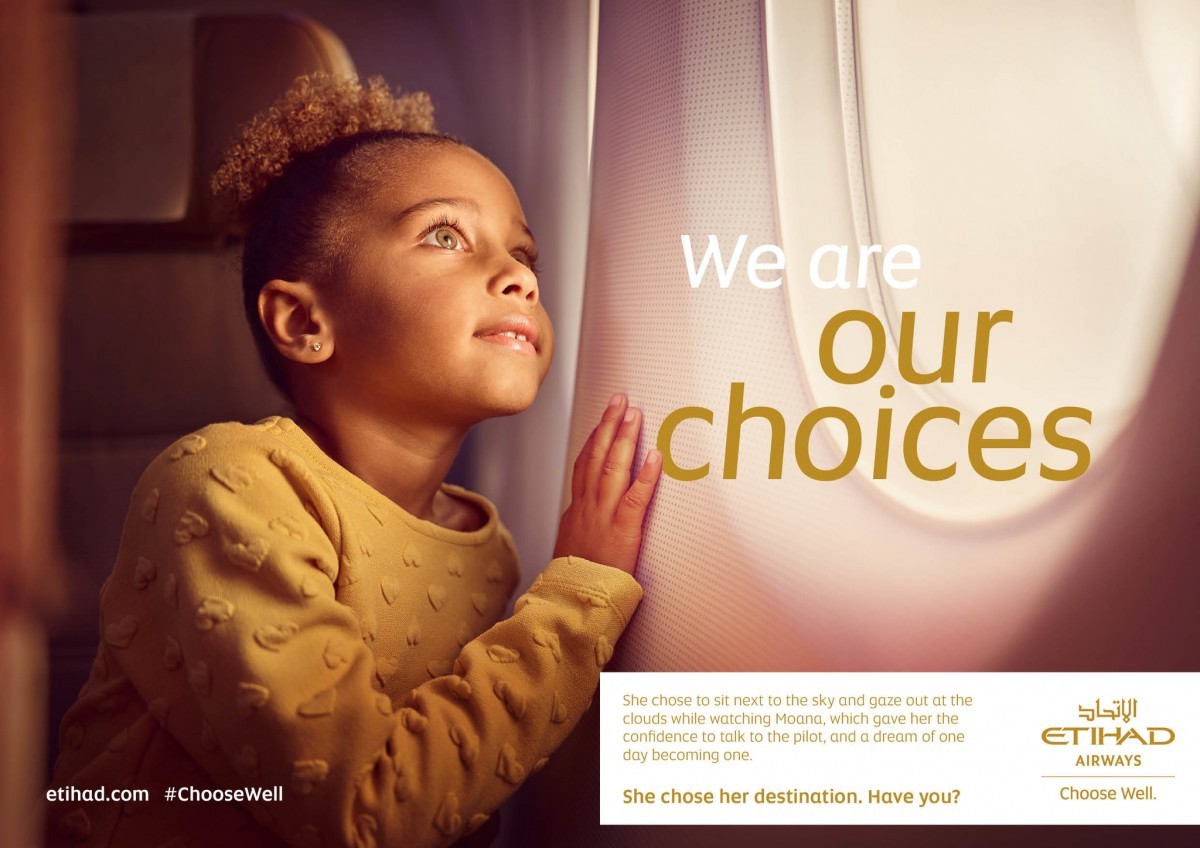 We are
our
choices
She chose to sit next to the sky and gaze out at the
clouds while watching Moana, which gave her the
confidence to talk to the pilot, and a dream of one
day becoming one.
She chose her destination. Have you?
الإتحاد
ETIHAD
AIRWAYS
Choose Well.
etihad.com #ChooseWell